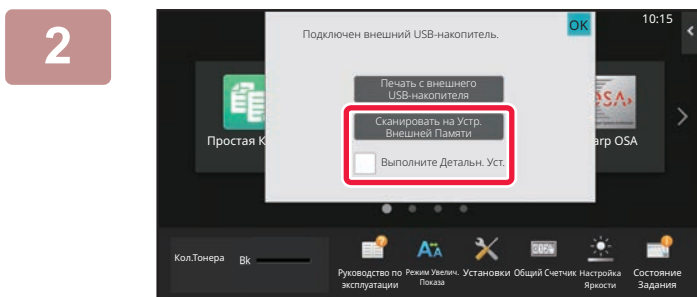 2
10:15
Подключен внешний USB-накопитель.
OK
Печать с внешнего
USB-накопителя
Сканировать на Устр.
Внешней Памяти
Выполните Детальн. Уст.
Простая К
arp OSA
Кол.Тонера
Bk
Руководство по
эксплуатации
Режим Увелич.
Показа
Установки
Общий Счетчик
Настройка
Яркости
Состояние
Задания